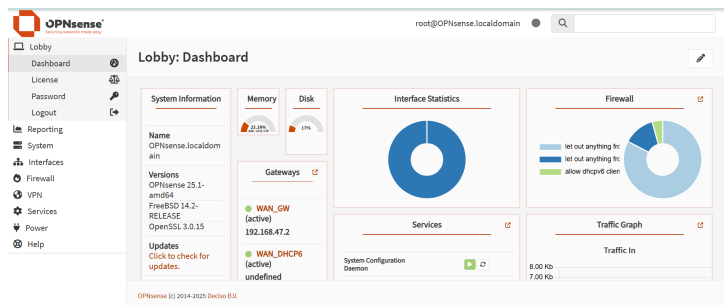 OPNsense
Securing networks made easy
root@OPNsense.localdomain
Lobby
Dashboard
License
Password
Logout
Reporting
System
Interfaces
Firewall
VPN
Services
Power
Help
Lobby: Dashboard
System Information
Name
OPNsense.localdom
ain
Versions
OPNsense 25.1-
amd64
FreeBSD 14.2-
RELEASE
OpenSSL 3.0.15
Updates
Click to check for
updates.
Memory
22.18%
Disk
17%
Gateways
WAN_GW
(active)
192.168.47.2
WAN_DHCP6
(active)
undefined
Interface Statistics
Services
System Configuration
Daemon
Firewall
let out anything frc
let out anything frc
allow dhcpv6 clien
Traffic Graph
Traffic In
8.00 Kb
7.00 Kb
OPNsense (c) 2014-2025 Deciso B.V.